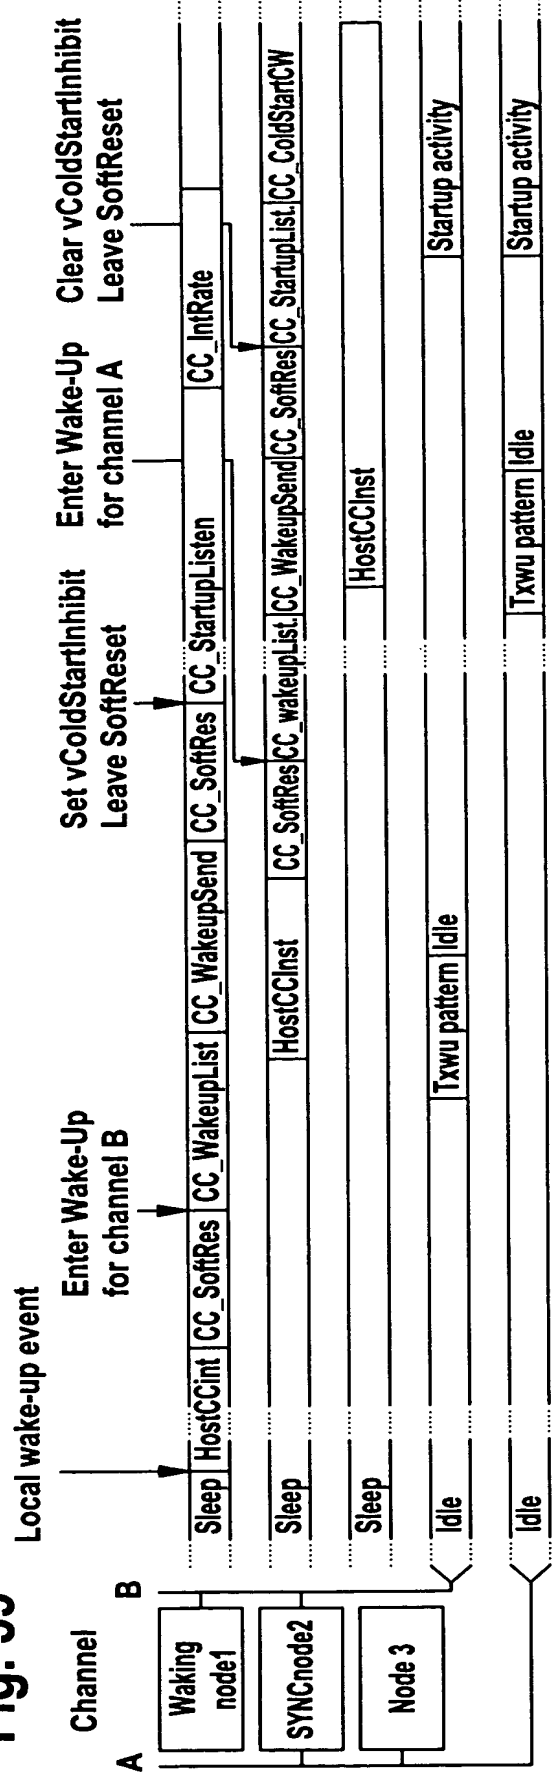 Fig. 55
Local wake-up event
Enter Wake-Up
for channel B
Set vColdStartInhibit
Leave SoftReset
Enter Wake-Up
for channel A
Clear vColdStartInhibit
Leave SoftReset
Channel
A
B
Waking
node1
Sleep HostCCint CC_SoftRes CC_WakeupList CC_WakeupSend CC_SoftRes CC_StartupListen CC_IntRate
SYNCnode2
Sleep HostCCInst CC_SoftRes CC_wakeupList. CC_WakeupSend CC_SoftRes CC_StartupList. CC_ColdStartCW
Node 3
Sleep HostCCInst
Idle Txwu pattern Idle Startup activity
Idle Txwu pattern Idle Startup activity